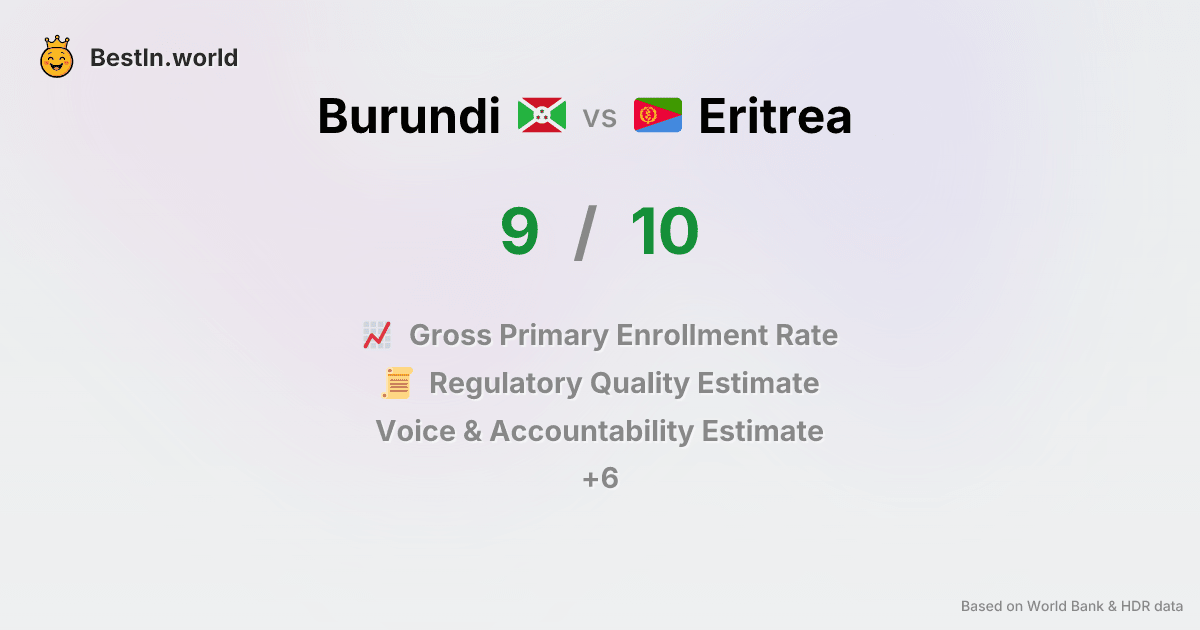 BestIn.world
Burundi vs Eritrea
9 / 10
Gross Primary Enrollment Rate
Regulatory Quality Estimate
Voice & Accountability Estimate
+6
Based on World Bank & HDR data